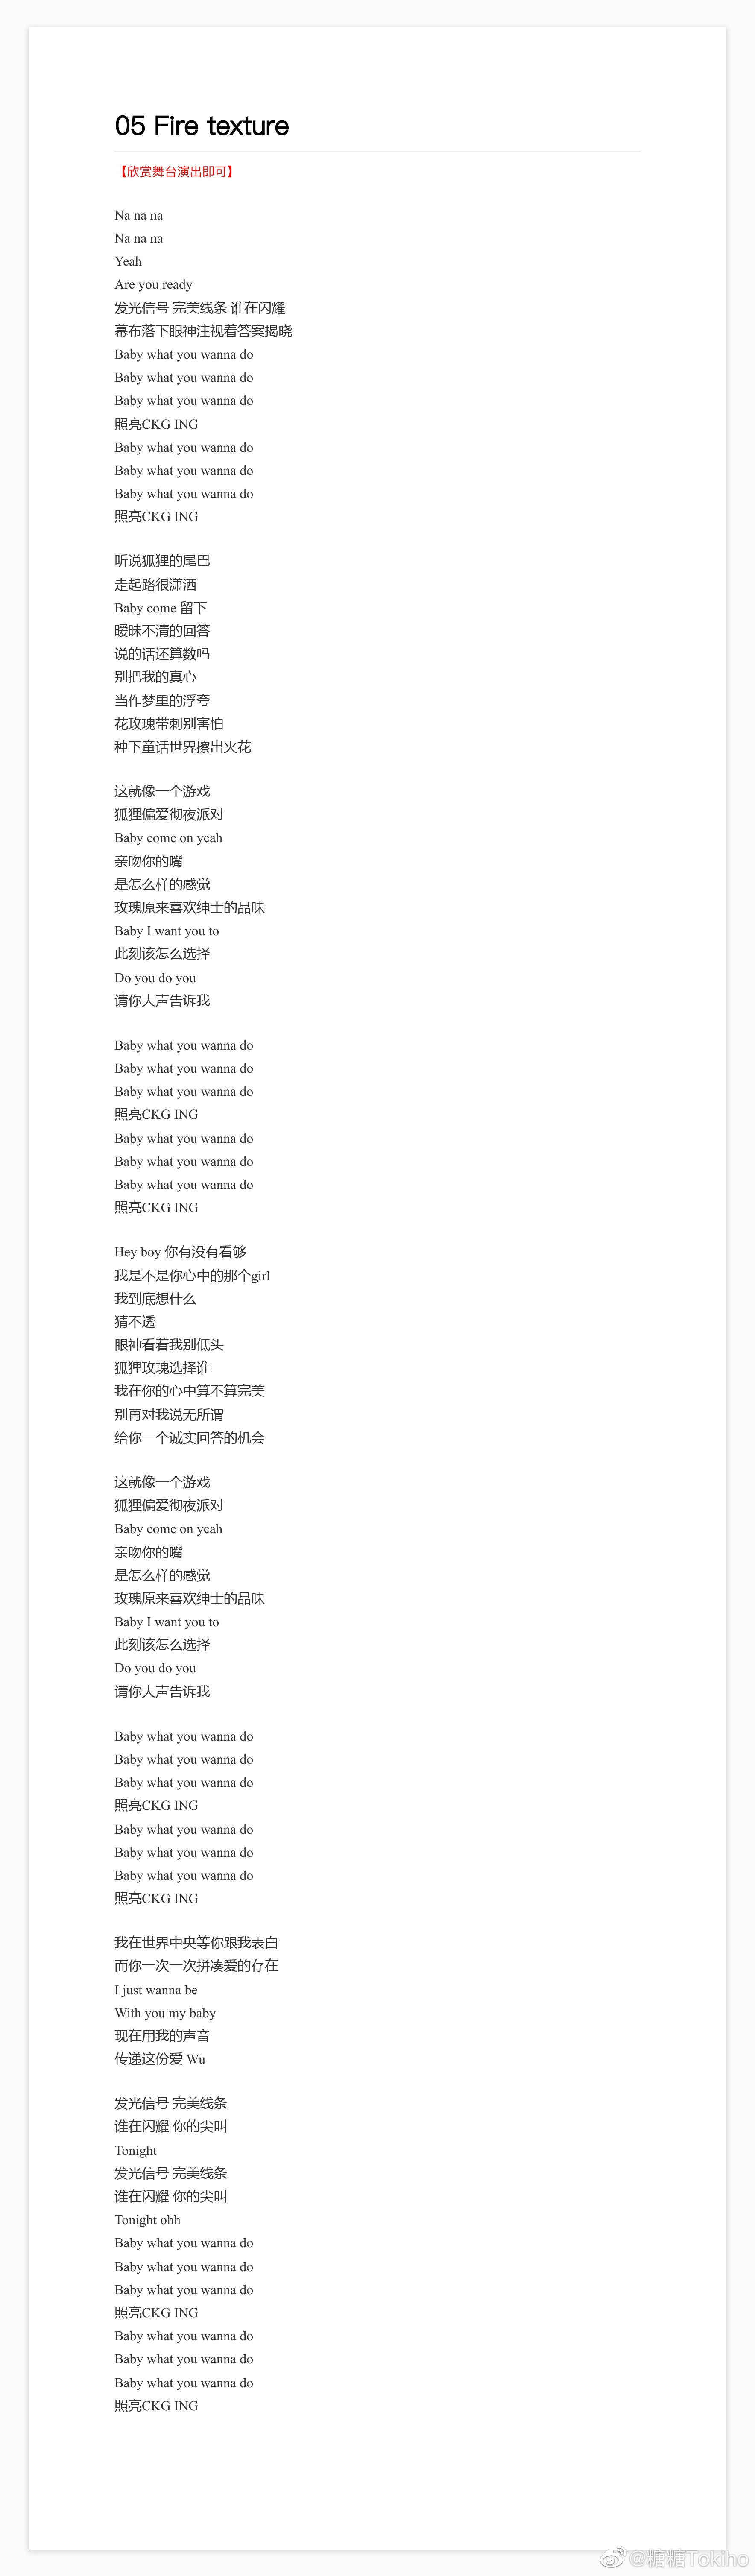 05 Fire texture
【欣赏舞台演出即可】
Na na na
Na na na
Yeah
Are you ready
发光信号 完美线条 谁在闪耀
幕布落下眼神注视着答案揭晓
Baby what you wanna do
Baby what you wanna do
Baby what you wanna do
照亮CKG ING
Baby what you wanna do
Baby what you wanna do
Baby what you wanna do
照亮CKG ING
听说狐狸的尾巴
走起路很潇洒
Baby come 留下
暧昧不清的回答
说的话还算数吗
别把我的真心
当作梦里的浮夸
花玫瑰带刺别害怕
种下童话世界擦出火花
这就像一个游戏
狐狸偏爱彻夜派对
Baby come on yeah
亲吻你的嘴
是怎么样的感觉
玫瑰原来喜欢绅士的品味
Baby I want you to
此刻该怎么选择
Do you do you
请你大声告诉我
Baby what you wanna do
Baby what you wanna do
Baby what you wanna do
照亮CKG ING
Baby what you wanna do
Baby what you wanna do
Baby what you wanna do
照亮CKG ING
Hey boy 你有没有看够
我是不是你心中的那个girl
我到底想什么
猜不透
眼神看着我别低头
狐狸玫瑰选择谁
我在你的心中算不算完美
别再对我说无所谓
给你一个诚实回答的机会
这就像一个游戏
狐狸偏爱彻夜派对
Baby come on yeah
亲吻你的嘴
是怎么样的感觉
玫瑰原来喜欢绅士的品味
Baby I want you to
此刻该怎么选择
Do you do you
请你大声告诉我
Baby what you wanna do
Baby what you wanna do
Baby what you wanna do
照亮CKG ING
Baby what you wanna do
Baby what you wanna do
Baby what you wanna do
照亮CKG ING
我在世界中央等你跟我表白
而你一次一次拼凑爱的存在
I just wanna be
With you my baby
现在用我的声音
传递这份爱 Wu
发光信号 完美线条
谁在闪耀 你的尖叫
Tonight
发光信号 完美线条
谁在闪耀 你的尖叫
Tonight ohh
Baby what you wanna do
Baby what you wanna do
Baby what you wanna do
照亮CKG ING
Baby what you wanna do
Baby what you wanna do
Baby what you wanna do
照亮CKG ING
@糖糖Tokiho